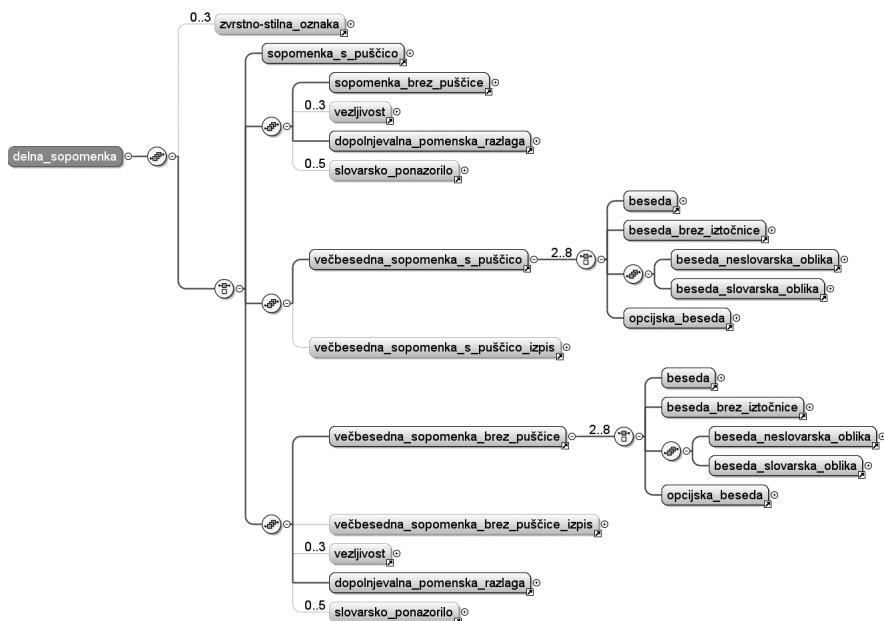 0..3
zvrstno-stilna_oznaka
sopomenka_s_puščico
sopomenka_brez_puščice
0..3
vezljivost
delna_sopomenka
dopolnjevalna_pomenska_razlaga
0..5
slovarsko_ponazorilo
beseda
beseda_brez_iztočnice
večbesedna_sopomenka_s_puščico
2..8
beseda_neslovarska_oblika
beseda_slovarska_oblika
opcijska_beseda
večbesedna_sopomenka_s_puščico_izpis
beseda
beseda_brez_iztočnice
večbesedna_sopomenka_brez_puščice
2..8
beseda_neslovarska_oblika
beseda_slovarska_oblika
opcijska_beseda
večbesedna_sopomenka_brez_puščice_izpis
0..3
vezljivost
dopolnjevalna_pomenska_razlaga
0..5
slovarsko_ponazorilo